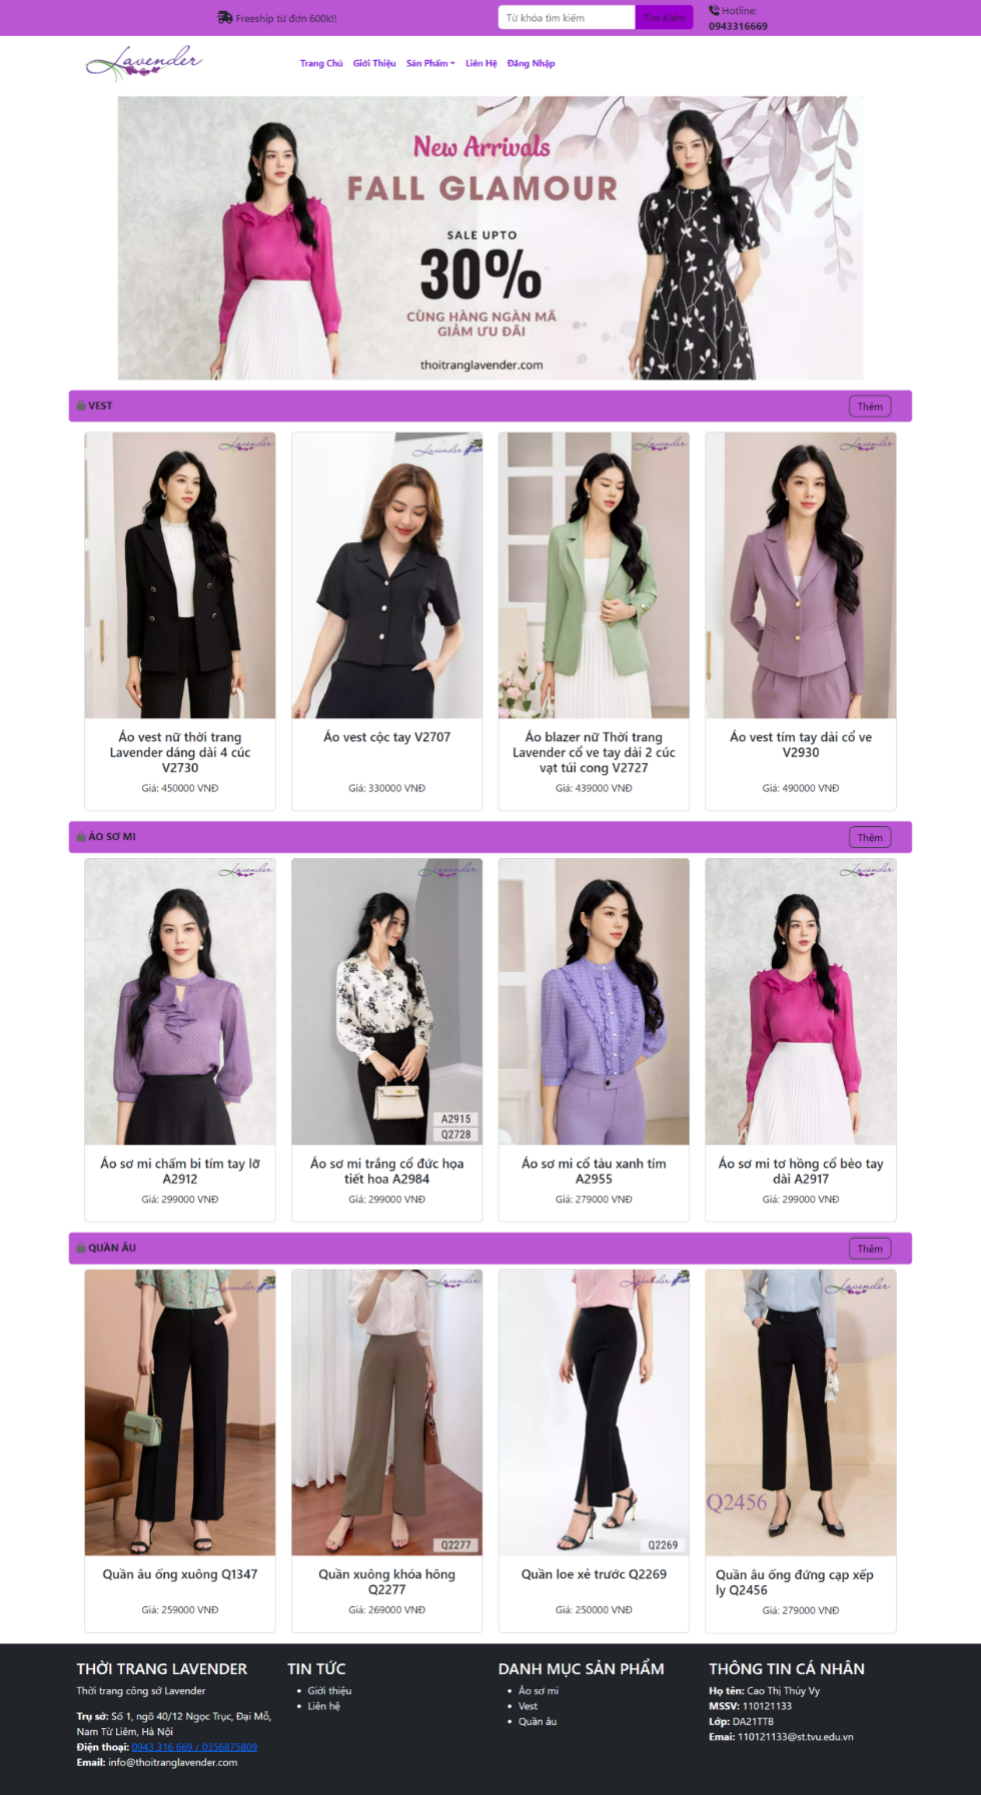 Freeship từ đơn 600k!!
Từ khóa tìm kiếm
Tìm Kiếm
Hotline:
0943316669
Lavender
Trang Chủ Giới Thiệu Sản Phẩm Liên Hệ Đăng Nhập
New Arrivals
FALL GLAMOUR
SALE UPTO
30%
CÙNG HÀNG NGÀN MÃ
GIẢM ƯU ĐÃI
thoitranglavender.com
VEST
Thêm
Lavender
Lavender
Lavender
Lavender
Áo vest nữ thời trang
Lavender dáng dài 4 cúc
V2730
Giá: 450000 VNĐ
Áo vest cộc tay V2707
Giá: 330000 VNĐ
Áo blazer nữ Thời trang
Lavender cổ ve tay dài 2 cúc
vạt túi cong V2727
Giá: 439000 VNĐ
Áo vest tím tay dài cổ ve
V2930
Giá: 490000 VNĐ
ÁO SƠ MI
Thêm
Lavender
Lavender
Lavender
A2915
Q2728
Áo sơ mi chấm bi tím tay lỡ
A2912
Giá: 299000 VNĐ
Áo sơ mi trắng cổ đức họa
tiết hoa A2984
Giá: 299000 VNĐ
Áo sơ mi cổ tàu xanh tím
A2955
Giá: 279000 VNĐ
Áo sơ mi tơ hồng cổ bèo tay
dài A2917
Giá: 299000 VNĐ
QUẦN ÂU
Thêm
Lavender
Lavender
Lavender
Lavender
Q2277
Q2269
Q2456
Quần âu ống xuông Q1347
Giá: 259000 VNĐ
Quần xuông khóa hông
Q2277
Giá: 269000 VNĐ
Quần loe xẻ trước Q2269
Giá: 250000 VNĐ
Quần âu ống đứng cạp xếp
ly Q2456
Giá: 279000 VNĐ
THỜI TRANG LAVENDER
Thời trang công sở Lavender
Trụ sở: Số 1, ngõ 40/12 Ngọc Trục, Đại Mỗ,
Nam Từ Liêm, Hà Nội
Điện thoại: 0943 316 669 / 0356875809
Email: info@thoitranglavender.com
TIN TỨC
Giới thiệu
Liên hệ
DANH MỤC SẢN PHẨM
Áo sơ mi
Vest
Quần âu
THÔNG TIN CÁ NHÂN
Họ tên: Cao Thị Thúy Vy
MSSV: 110121133
Lớp: DA21TTB
Emai: 110121133@st.tvu.edu.vn